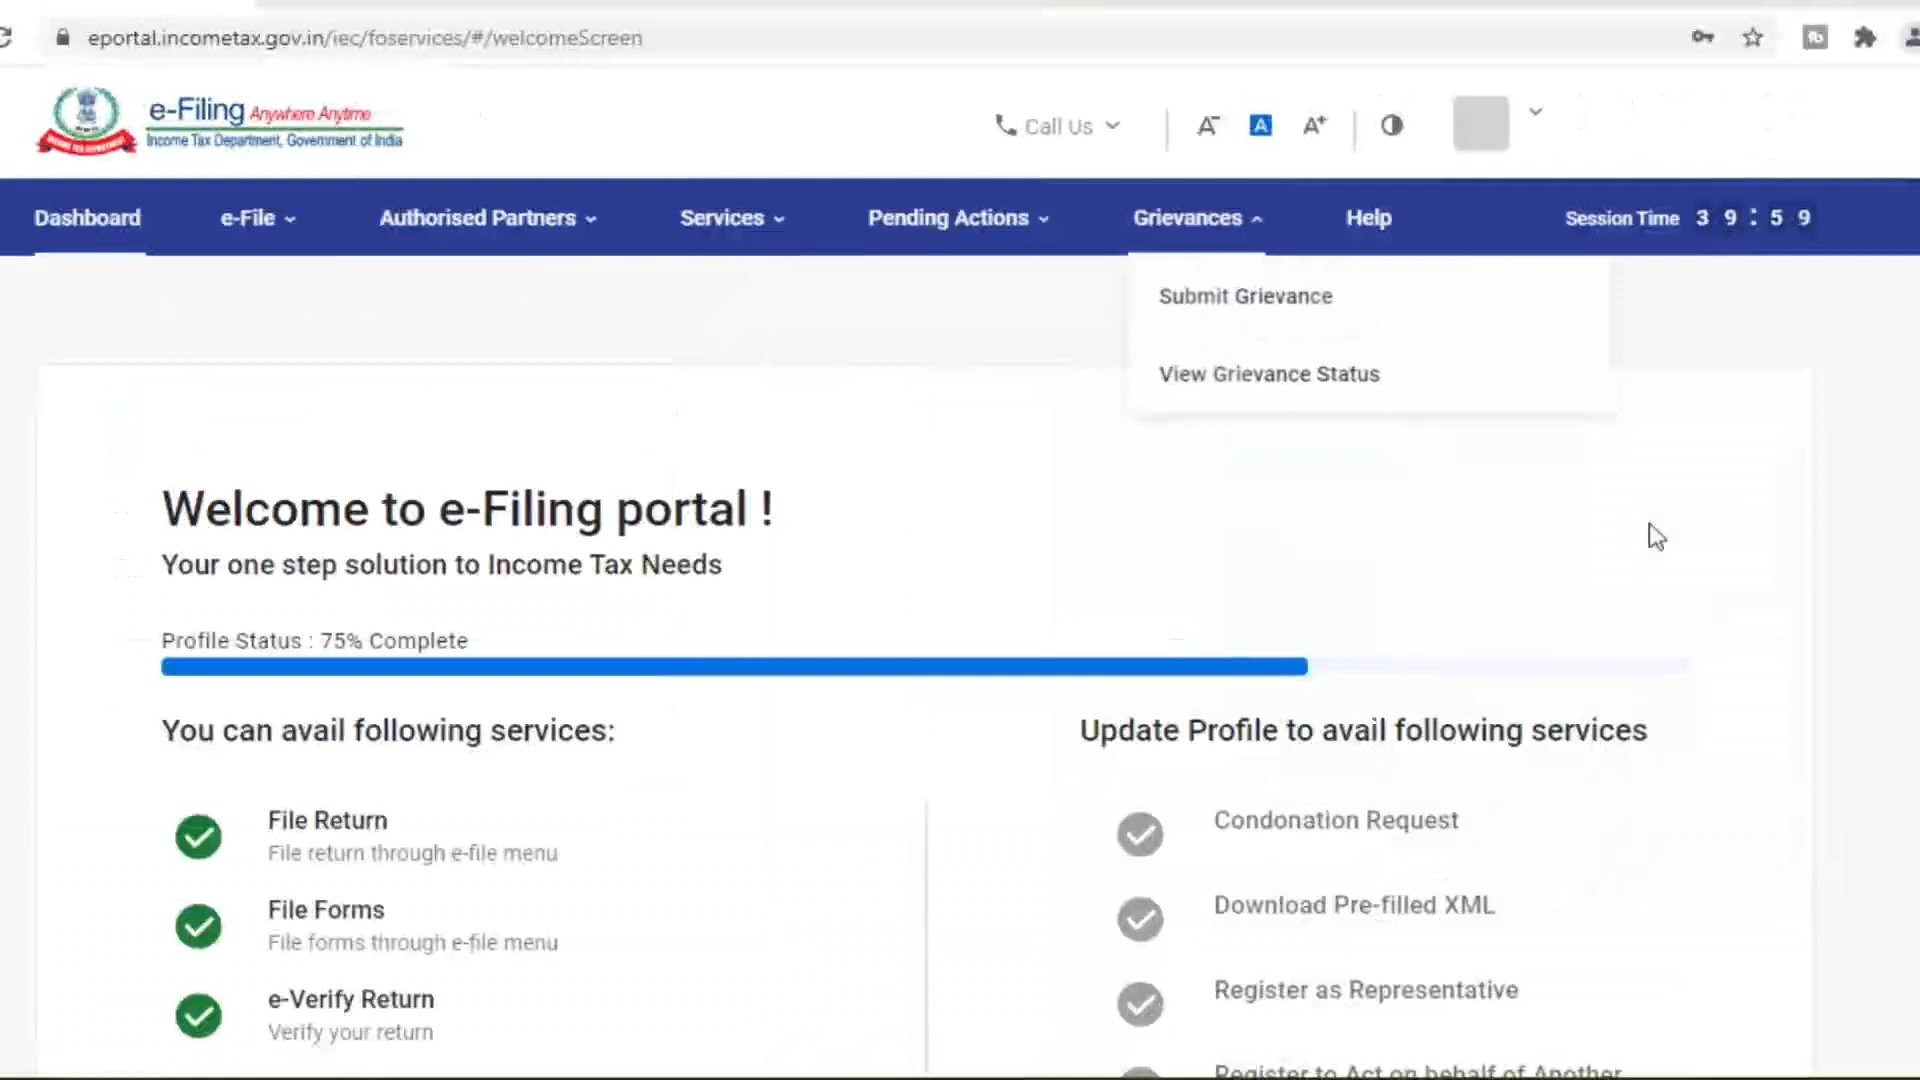 eportal.incometax.gov.in/iec/foservices/#/welcomeScreen
e-Filing Anywhere Anytime
Income Tax Department, Government of India
Call Us
A- A A+
Dashboard e-File Authorised Partners Services Pending Actions Grievances Help Session Time 3 9 : 5 9
Submit Grievance
View Grievance Status
Welcome to e-Filing portal !
Your one step solution to Income Tax Needs
Profile Status : 75% Complete
You can avail following services:
File Return
File return through e-file menu
File Forms
File forms through e-file menu
e-Verify Return
Verify your return
Update Profile to avail following services
Condonation Request
Download Pre-filled XML
Register as Representative
Register to Act on behalf of Another